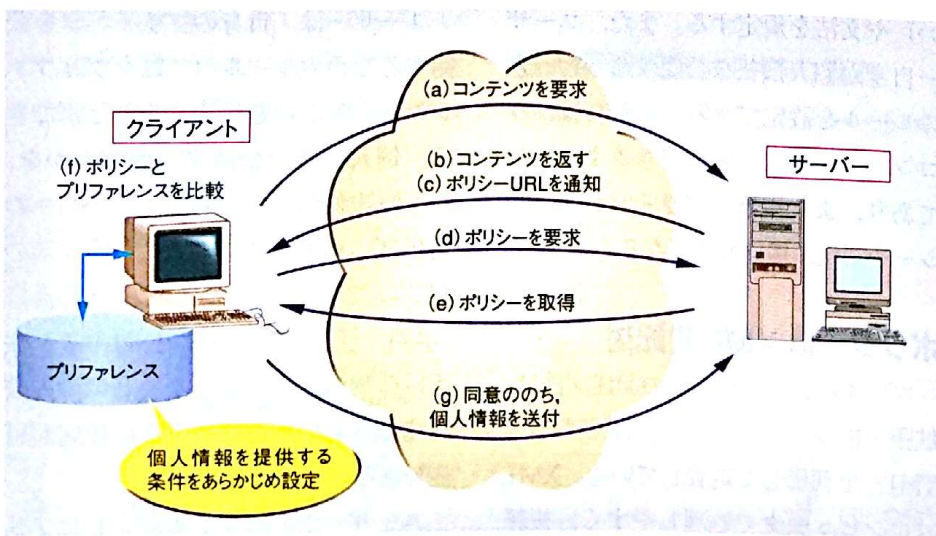 (a) コンテンツを要求
クライアント
(f) ポリシーと
プリファレンスを比較
(b) コンテンツを返す
(c) ポリシーURLを通知
サーバー
(d) ポリシーを要求
(e) ポリシーを取得
プリファレンス
(g) 同意ののち,
個人情報を送付
個人情報を提供する
条件をあらかじめ設定